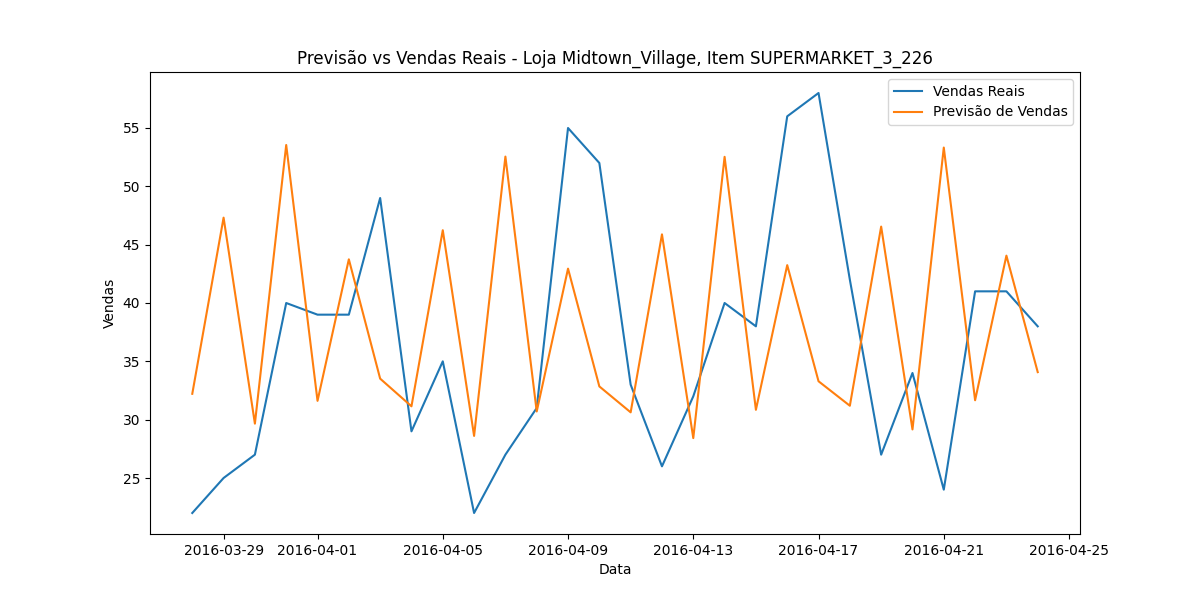 Previsão vs Vendas Reais - Loja Midtown_Village, Item SUPERMARKET_3_226
Vendas Reais
Previsão de Vendas
Vendas
55
50
45
40
35
30
25
2016-03-29 2016-04-01 2016-04-05 2016-04-09 2016-04-13 2016-04-17 2016-04-21 2016-04-25
Data